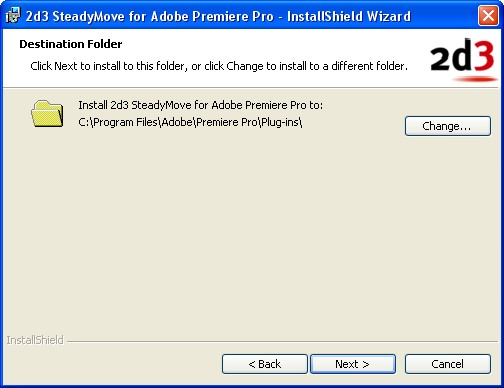 2d3 SteadyMove for Adobe Premiere Pro - InstallShield Wizard
Destination Folder
Click Next to install to this folder, or click Change to install to a different folder.
2d3
Install 2d3 SteadyMove for Adobe Premiere Pro to:
C:\Program Files\Adobe\Premiere Pro\Plug-ins\
Change...
InstallShield
< Back
Next >
Cancel